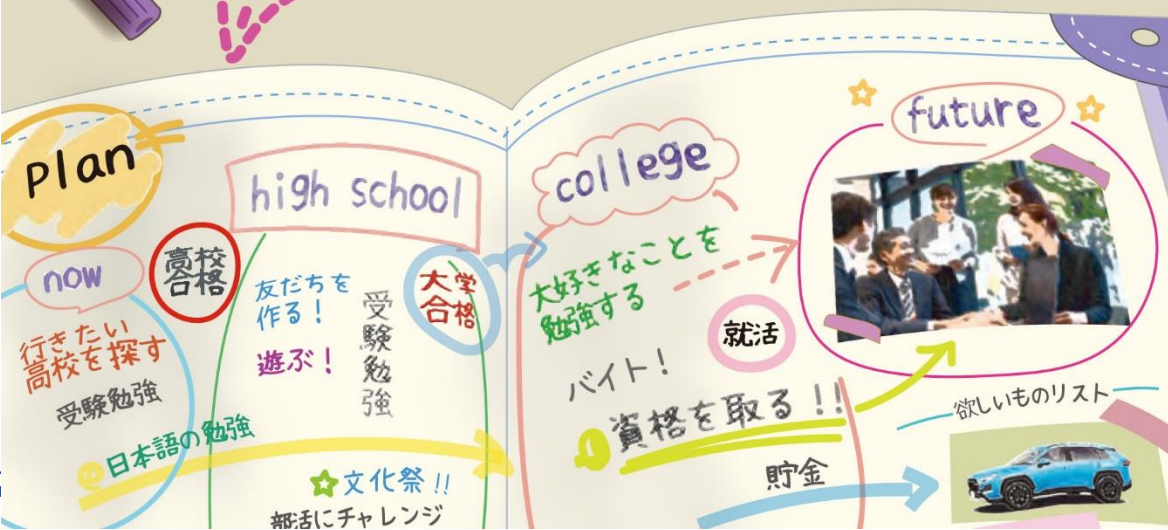 Plan
now
高校
合格
行きたい
高校を探す
受験勉強
日本語の勉強
high school
友だちを
作る!
遊ぶ!
受験勉強
大学
合格
☆文化祭!!
部活にチャレンジ
college
大好きなことを
勉強する
就活
バイト!
資格を取る!!
貯金
future
欲しいものリスト